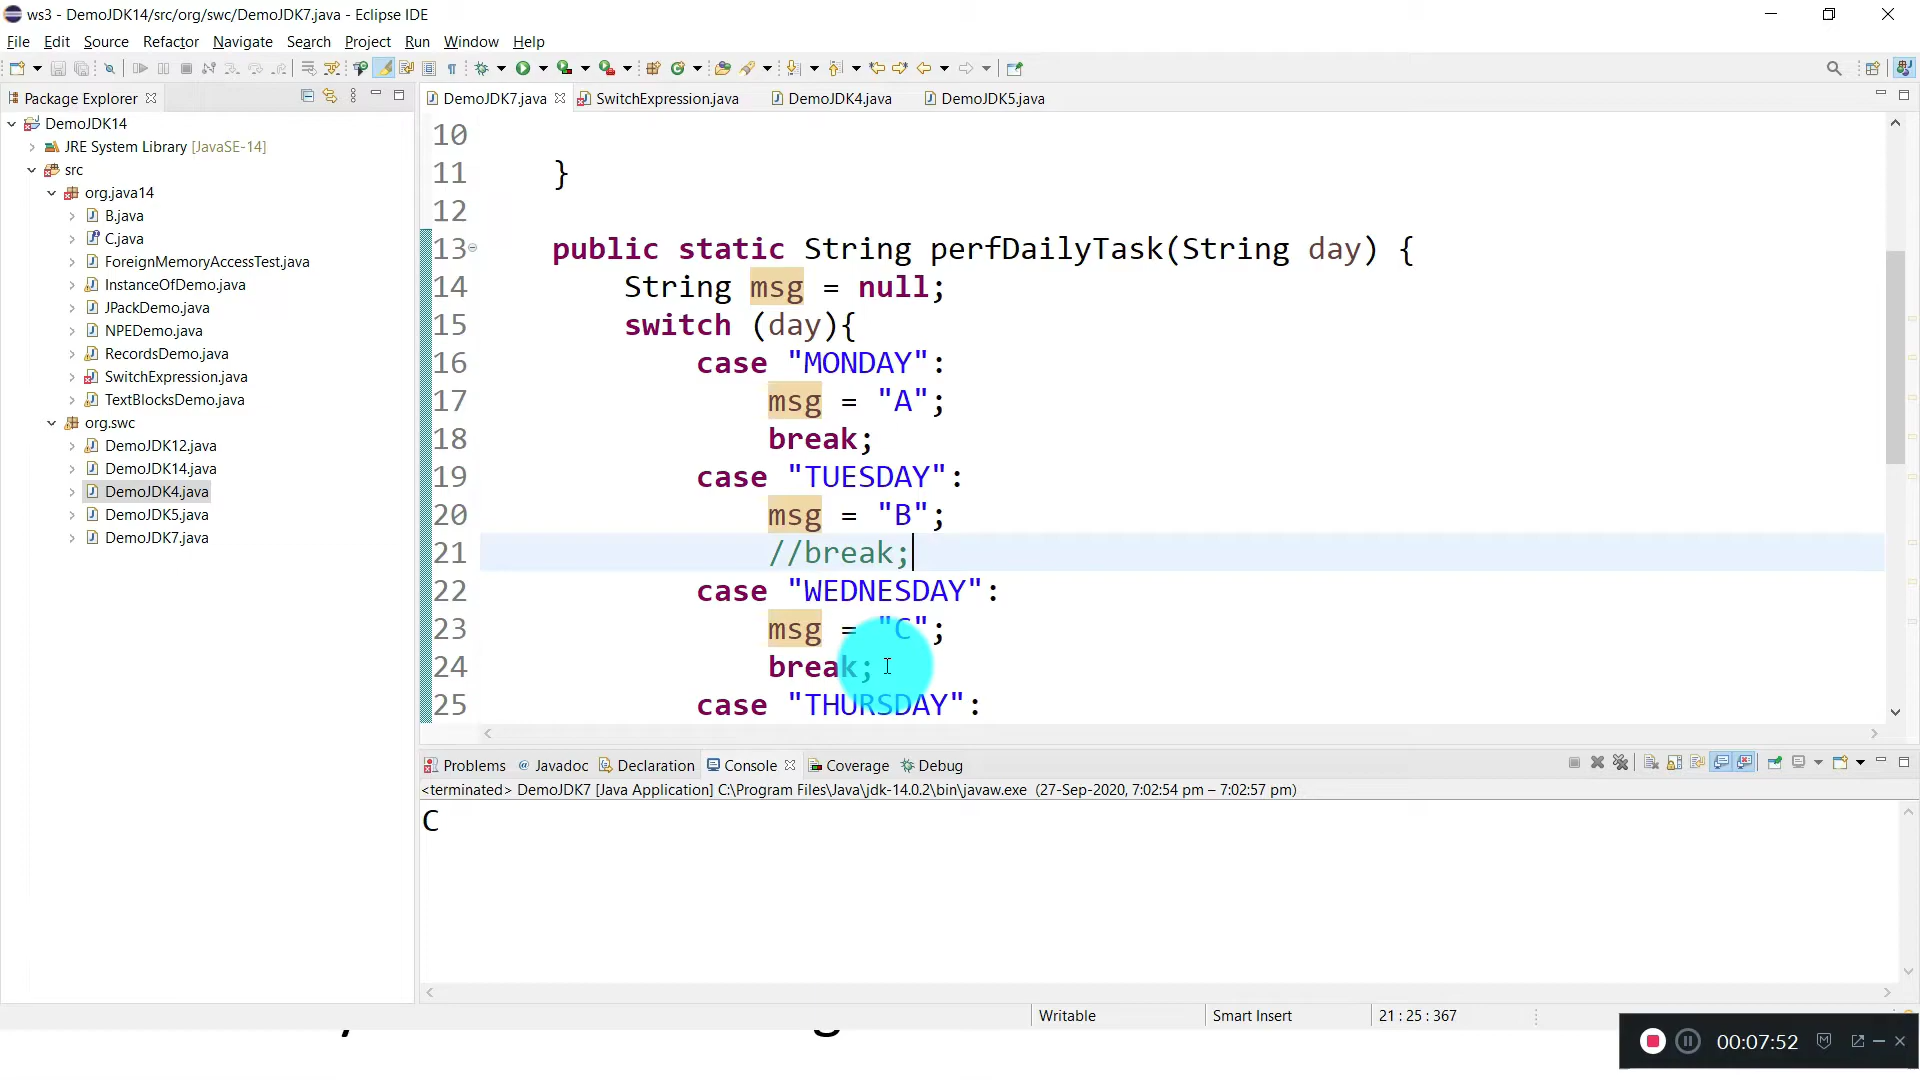 ws3 - DemoJDK14/src/org/swc/DemoJDK7.java - Eclipse IDE
File Edit Source Refactor Navigate Search Project Run Window Help
Package Explorer
DemoJDK14
JRE System Library [JavaSE-14]
src
org.java14
B.java
C.java
ForeignMemoryAccessTest.java
InstanceOfDemo.java
JPackDemo.java
NPEDemo.java
RecordsDemo.java
SwitchExpression.java
TextBlocksDemo.java
org.swc
DemoJDK12.java
DemoJDK14.java
DemoJDK4.java
DemoJDK5.java
DemoJDK7.java
DemoJDK7.java SwitchExpression.java DemoJDK4.java DemoJDK5.java
10
11 }
12
13 public static String perfDailyTask(String day) {
14 String msg = null;
15 switch (day){
16 case "MONDAY":
17 msg = "A";
18 break;
19 case "TUESDAY":
20 msg = "B";
21 //break;
22 case "WEDNESDAY":
23 msg = "C";
24 break;
25 case "THURSDAY":
Problems Javadoc Declaration Console Coverage Debug
<terminated> DemoJDK7 [Java Application] C:\Program Files\Java\jdk-14.0.2\bin\javaw.exe (27-Sep-2020, 7:02:54 pm – 7:02:57 pm)
C
Writable Smart Insert 21 : 25 : 367
00:07:52